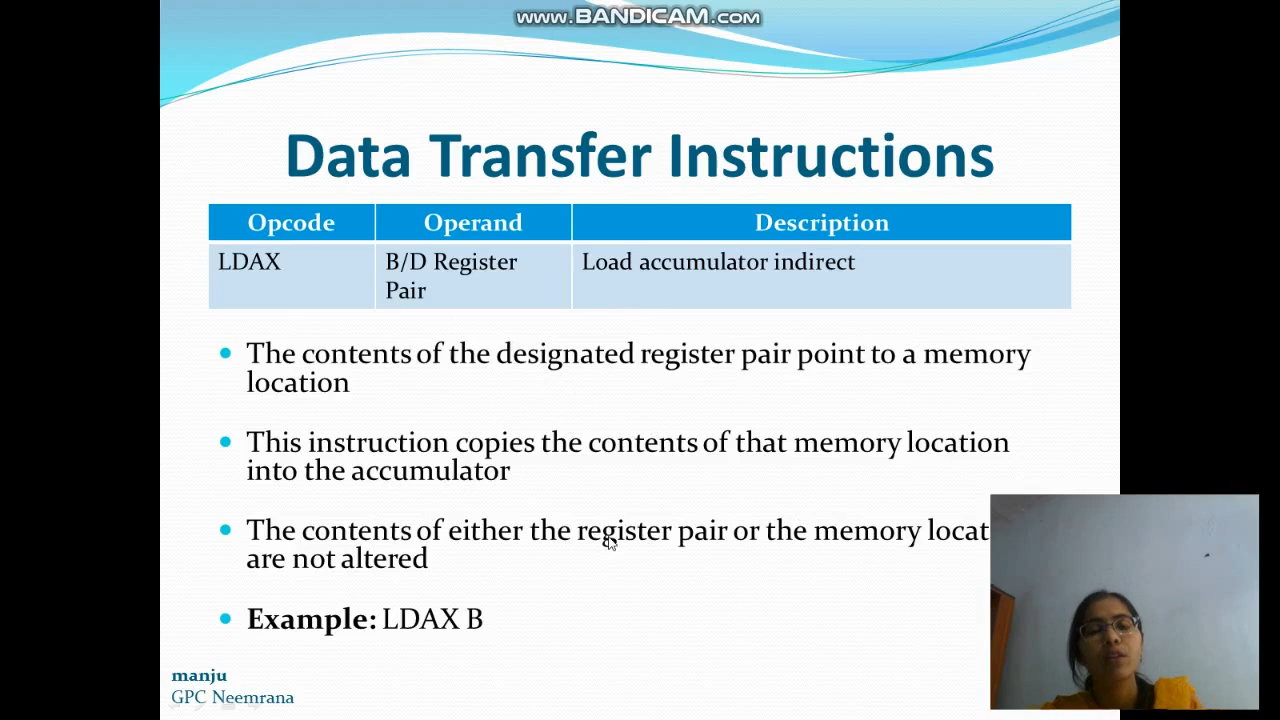 www.BANDICAM.com
Data Transfer Instructions
Opcode Operand Description
LDAX B/D Register Load accumulator indirect
Pair
• The contents of the designated register pair point to a memory
location
• This instruction copies the contents of that memory location
into the accumulator
• The contents of either the register pair or the memory locat
are not altered
• Example: LDAX B
manju
GPC Neemrana